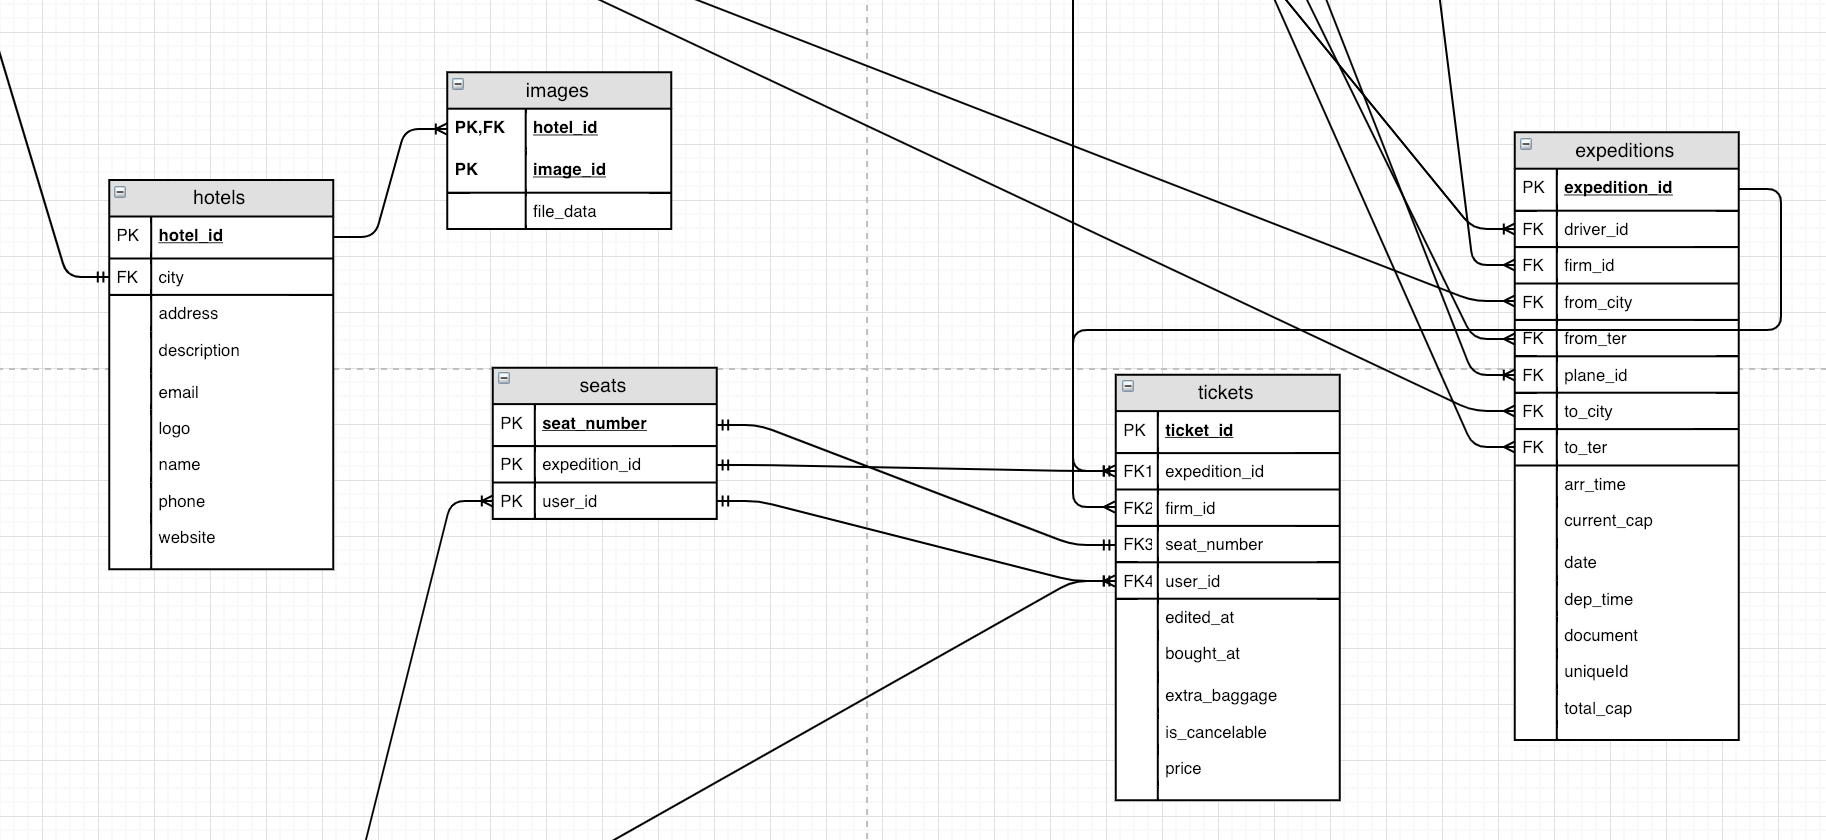 images
PK,FK hotel_id
PK image_id
file_data
hotels
PK hotel_id
FK city
address
description
email
logo
name
phone
website
seats
PK seat_number
PK expedition_id
PK user_id
tickets
PK ticket_id
FK1 expedition_id
FK2 firm_id
FK3 seat_number
FK4 user_id
edited_at
bought_at
extra_baggage
is_cancelable
price
expeditions
PK expedition_id
FK driver_id
FK firm_id
FK from_city
FK from_ter
FK plane_id
FK to_city
FK to_ter
arr_time
current_cap
date
dep_time
document
uniqueId
total_cap